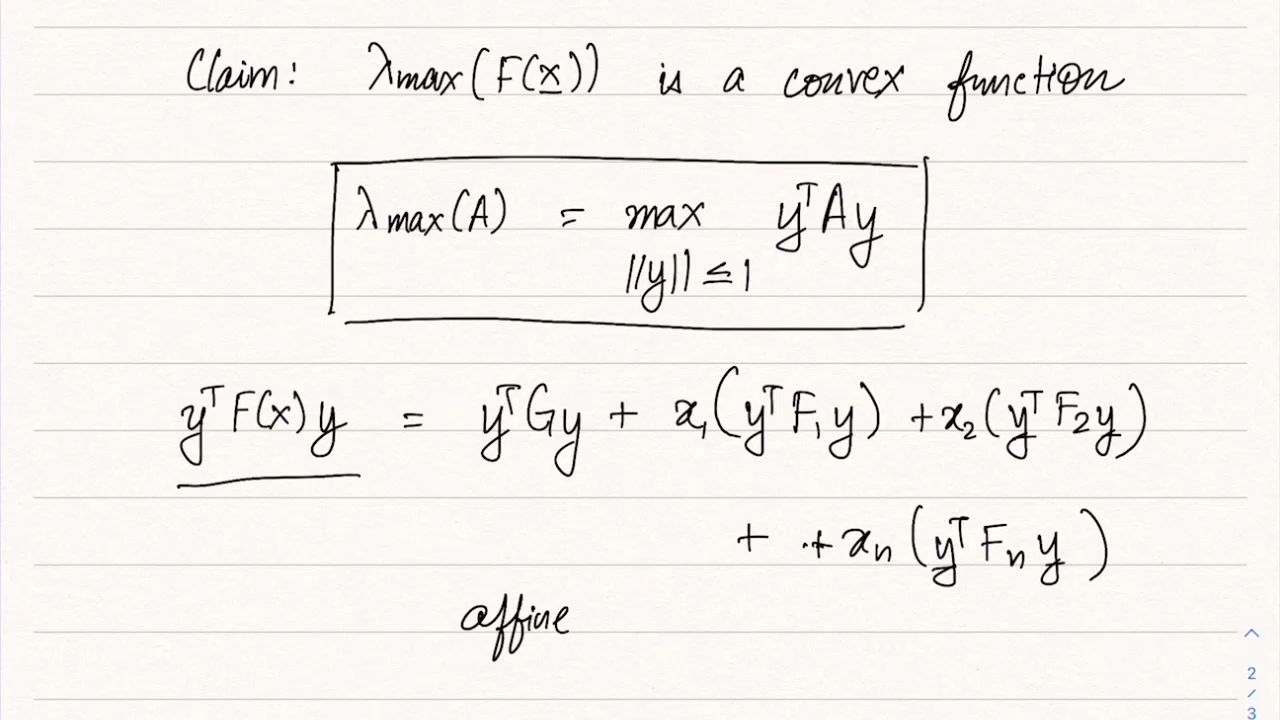 Claim: λmax(F(x)) is a convex function
λmax(A) = max yᵀAy
||y|| ≤ 1
yᵀF(x)y = yᵀGy + x₁(yᵀF₁y) + x₂(yᵀF₂y)
+ ..+ xₙ(yᵀFₙy)
affine
2
/
3